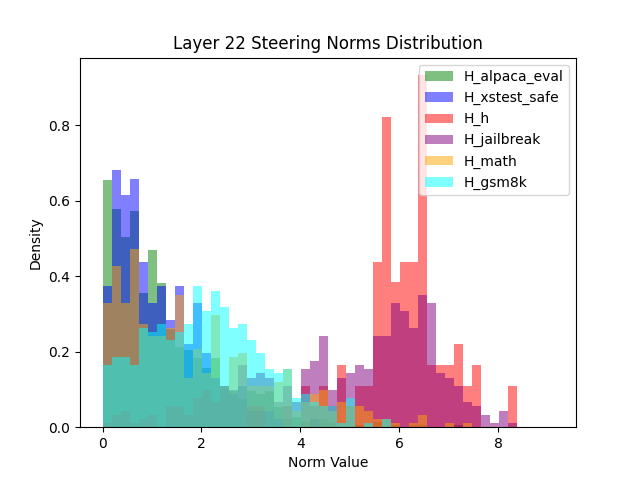 Layer 22 Steering Norms Distribution
H_alpaca_eval
H_xstest_safe
H_h
H_jailbreak
H_math
H_gsm8k
Density
0.8
0.6
0.4
0.2
0.0
0 2 4 6 8
Norm Value